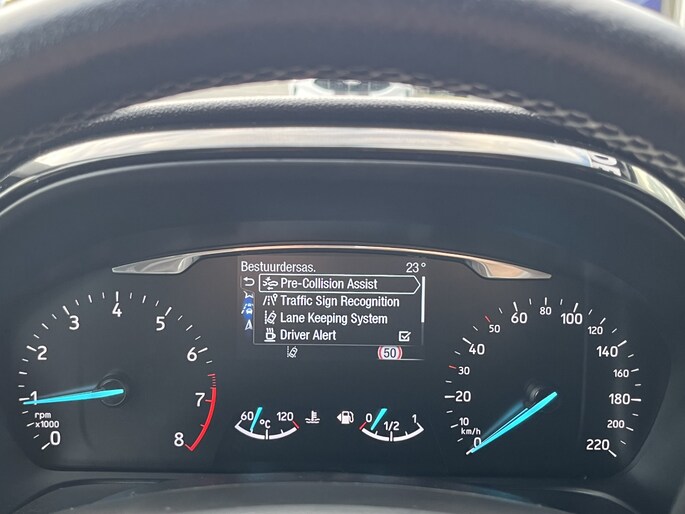 Bestuurdersas. 23°
Pre-Collision Assist
Traffic Sign Recognition
Lane Keeping System
Driver Alert
50
0 1 2 3 4 5 6 7 8
rpm
x1000
60 °C 120
0 1/2 1
0 10 20 30 40 50 60 80 100 120 140 160 180 200 220
km/h